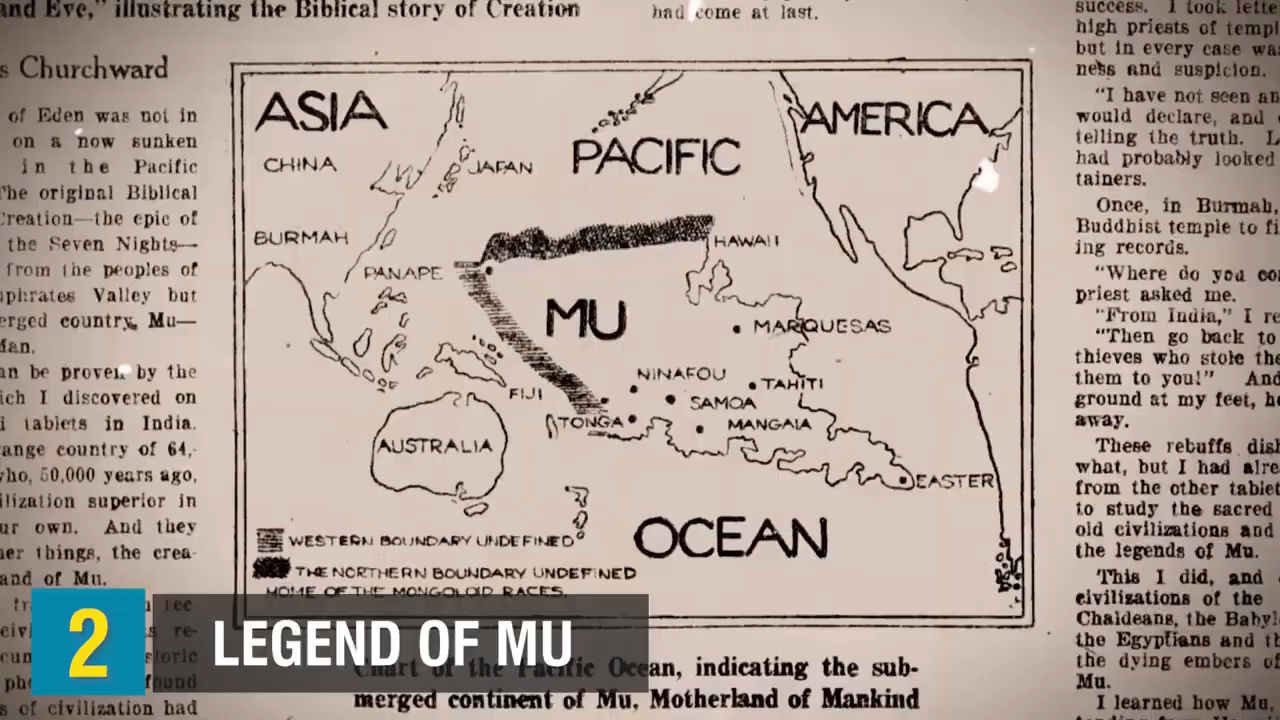 and Eve," illustrating the Biblical story of Creation
had come at last.
s Churchward
of Eden was not in
on a now sunken
in the Pacific
The original Biblical
Creation—the epic of
the Seven Nights—
from the peoples of
uphrates Valley but
erged country, Mu—
Man.
an be proven by the
ich I discovered on
i tablets in India.
ange country of 64,-
who, 50,000 years ago,
ilization superior in
ur own. And they
er things, the crea-
and of Mu.
rec
re-
storic
found
s of civilization had
ASIA
CHINA
JAPAN
BURMAH
PACIFIC
AMERICA
PANAPE
HAWAII
MU
MARQUESAS
NINAFOU
TAHITI
FIJI
SAMOA
TONGA
MANGAIA
AUSTRALIA
EASTER
OCEAN
WESTERN BOUNDARY UNDEFINED
THE NORTHERN BOUNDARY UNDEFINED
HOME OF THE MONGOLOID RACES.
Chart of the Pacific Ocean, indicating the sub-
merged continent of Mu, Motherland of Mankind
success. I took lette
high priests of templ
but in every case wa
ness and suspicion.
"I have not seen an
would declare, and
telling the truth. L
had probably looked
tainers.
Once, in Burmah,
Buddhist temple to fi
ing records.
"Where do you co
priest asked me.
"From India," I re
"Then go back to
thieves who stole the
them to you!" And
ground at my feet, he
away.
These rebuffs dish
what, but I had alre
from the other tablet
to study the sacred
old civilizations and
the legends of Mu.
This I did, and
civilizations of the
Chaldeans, the Babyl
the Egyptians and th
the dying embers of
Mu.
I learned how Mu,
2
LEGEND OF MU